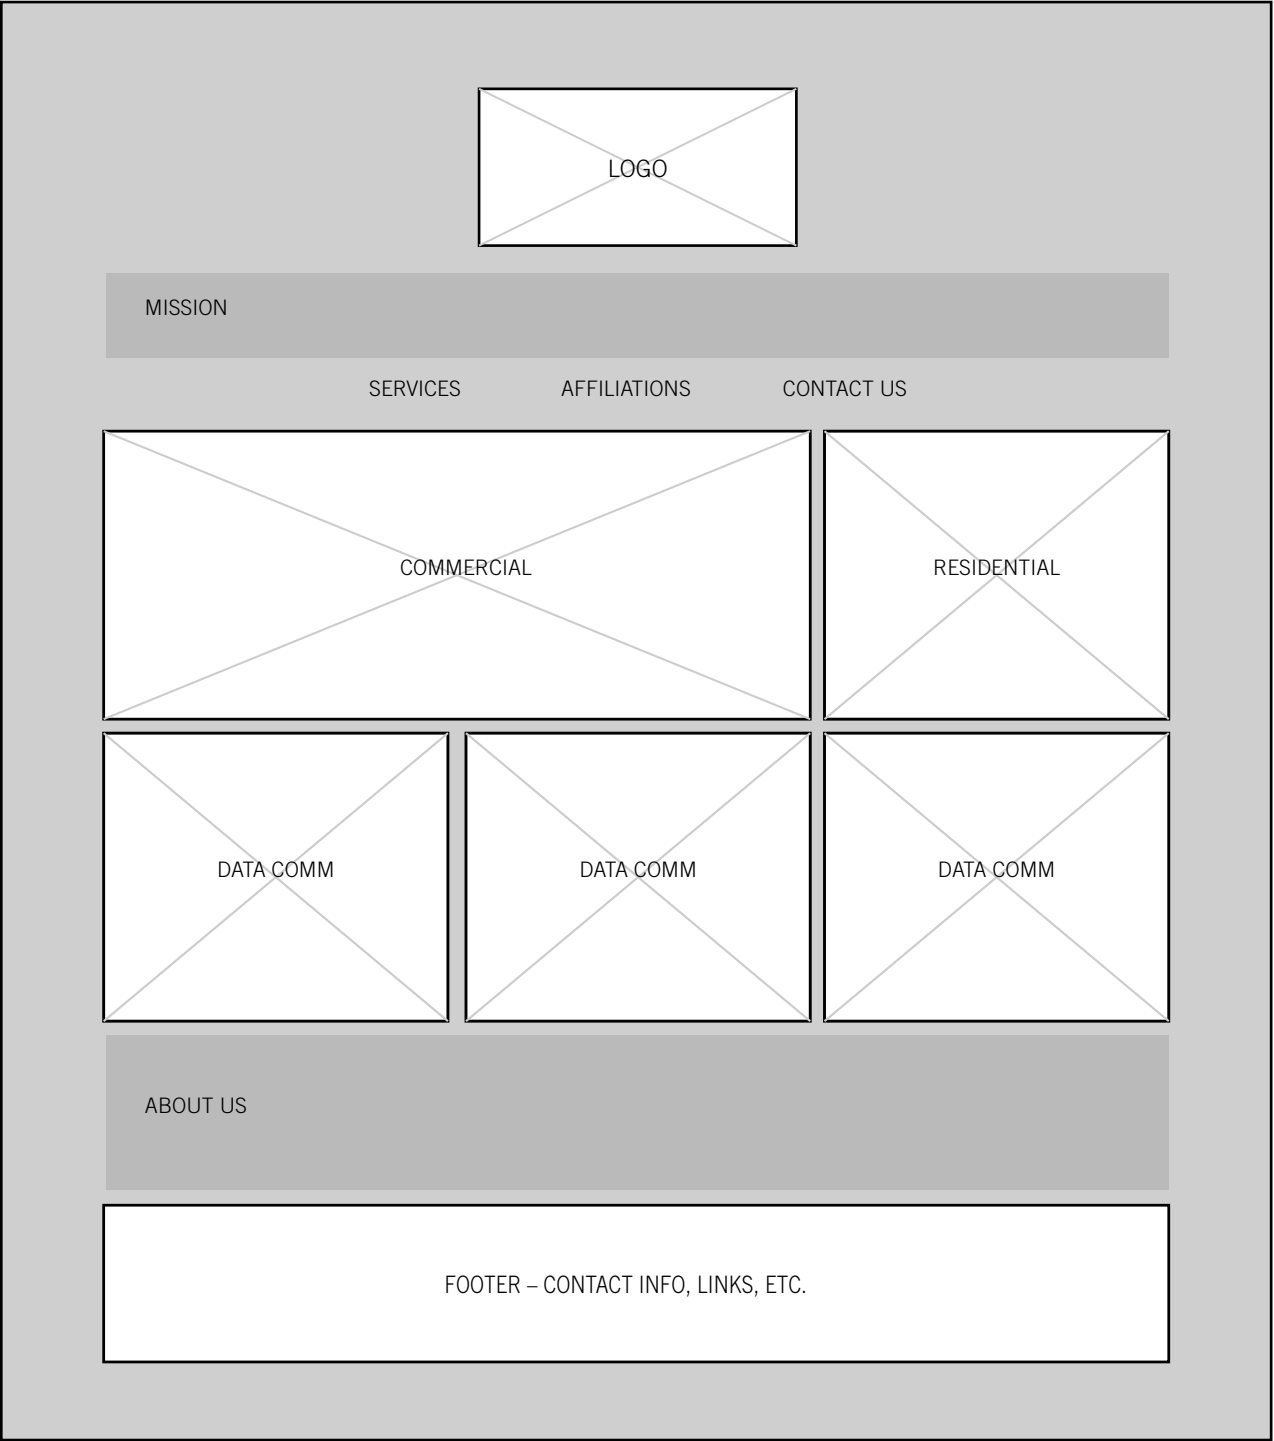 LOGO
MISSION
SERVICES AFFILIATIONS CONTACT US
COMMERCIAL RESIDENTIAL
DATA COMM DATA COMM DATA COMM
ABOUT US
FOOTER – CONTACT INFO, LINKS, ETC.